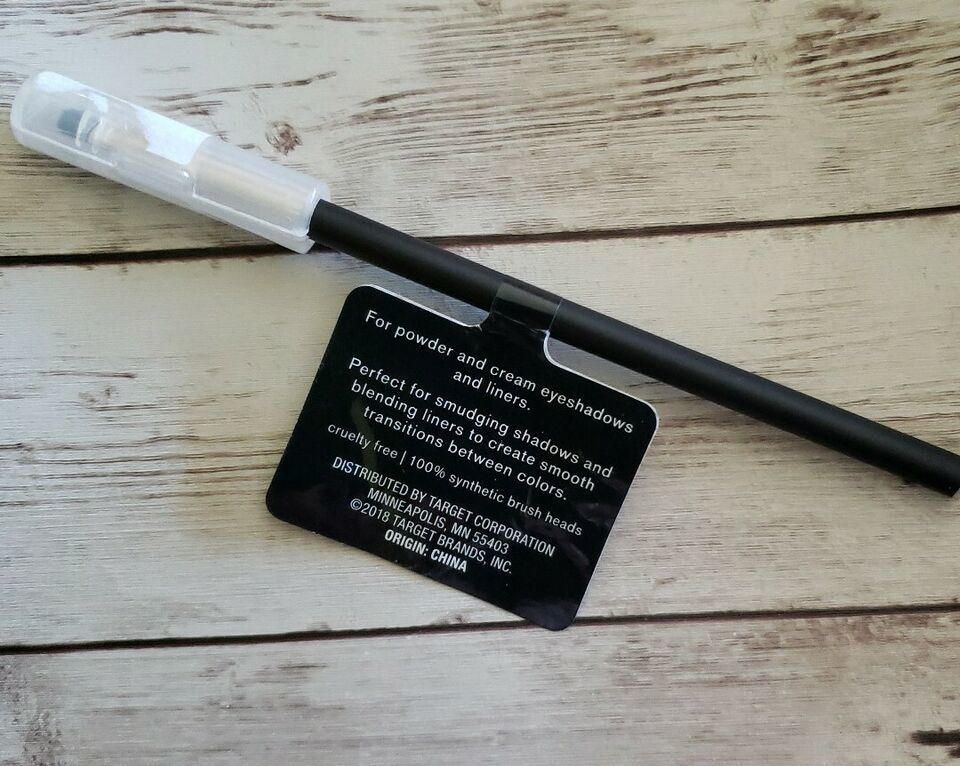 For powder and cream eyeshadows
and liners.
Perfect for smudging shadows and
blending liners to create smooth
transitions between colors.
cruelty free | 100% synthetic brush heads
DISTRIBUTED BY TARGET CORPORATION
MINNEAPOLIS, MN 55403
©2018 TARGET BRANDS, INC.
ORIGIN: CHINA